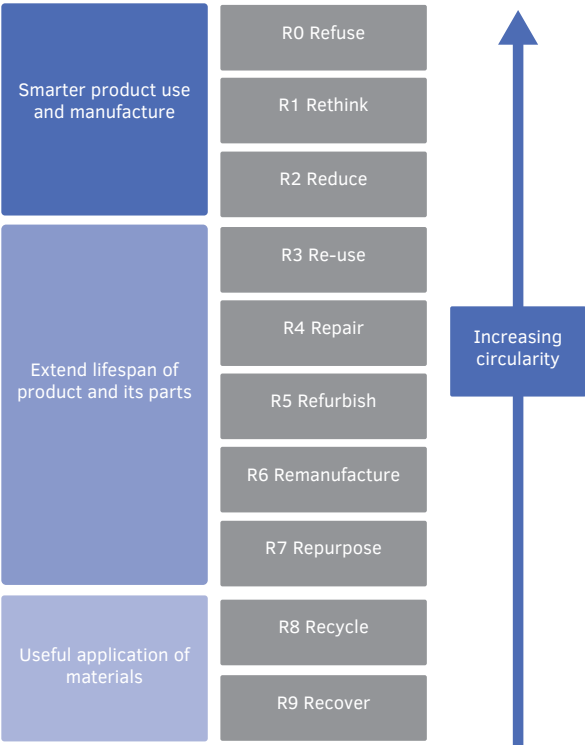 Smarter product use
and manufacture
R0 Refuse
R1 Rethink
R2 Reduce
Extend lifespan of
product and its parts
R3 Re-use
R4 Repair
R5 Refurbish
R6 Remanufacture
R7 Repurpose
Useful application of
materials
R8 Recycle
R9 Recover
Increasing
circularity